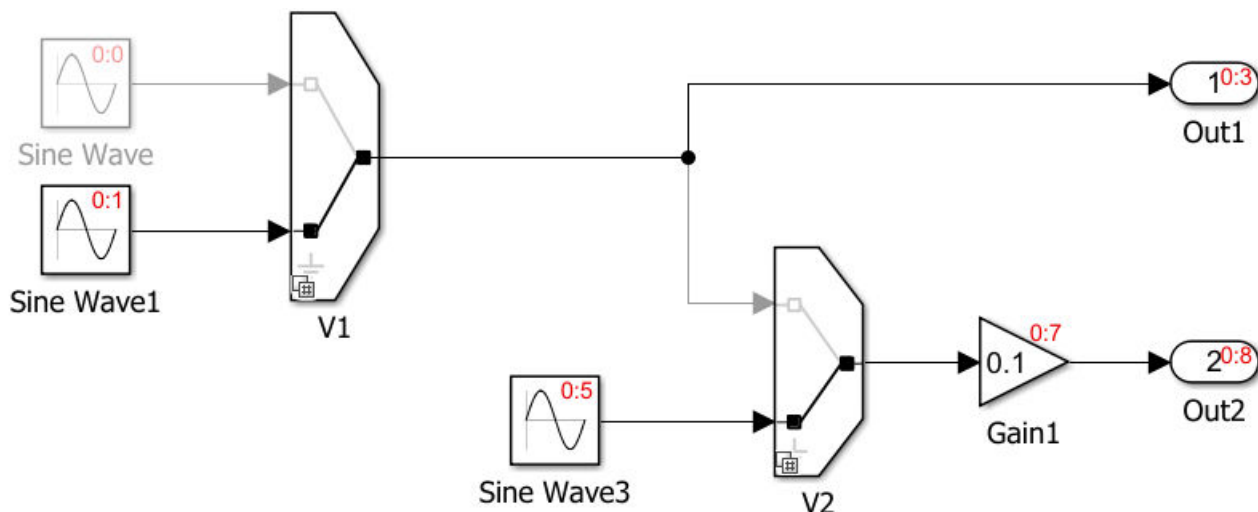 0:0
Sine Wave
0:1
Sine Wave1
V1
1 0:3
Out1
0:5
Sine Wave3
V2
0.1
0:7
Gain1
2 0:8
Out2